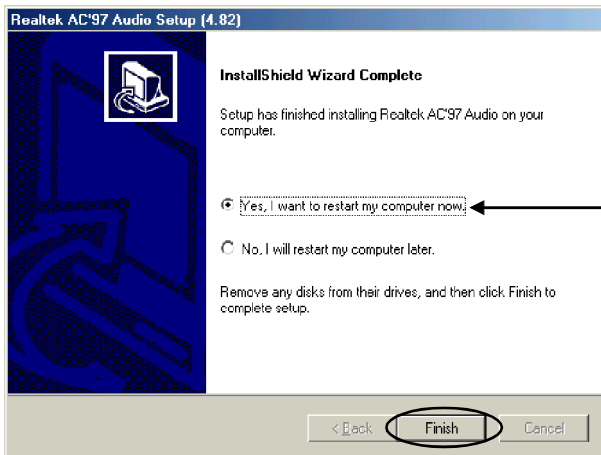 Realtek AC'97 Audio Setup (4.82)
InstallShield Wizard Complete
Setup has finished installing Realtek AC'97 Audio on your
computer.
Yes, I want to restart my computer now.
No, I will restart my computer later.
Remove any disks from their drives, and then click Finish to
complete setup.
< Back Finish Cancel